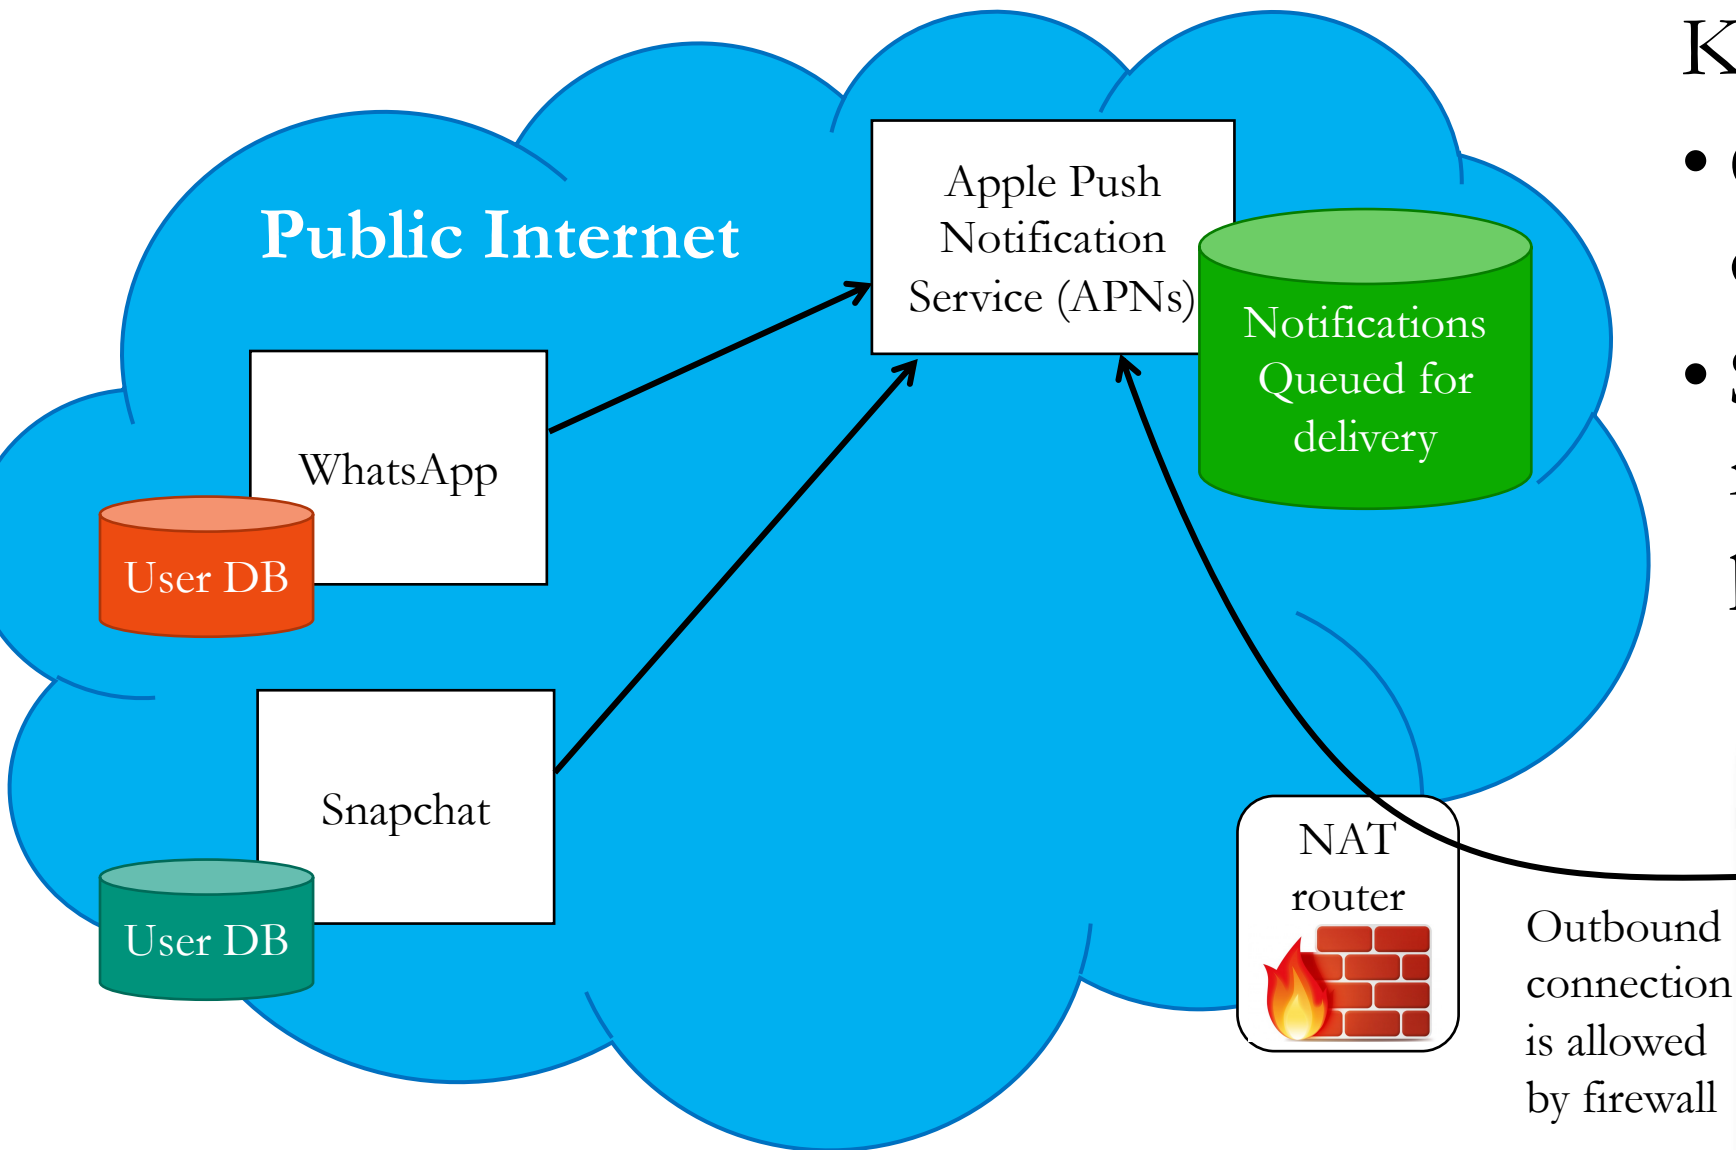 Public Internet
Apple Push
Notification
Service (APNs)
Notifications
Queued for
delivery
WhatsApp
User DB
Snapchat
User DB
NAT
router
Outbound
connection
is allowed
by firewall